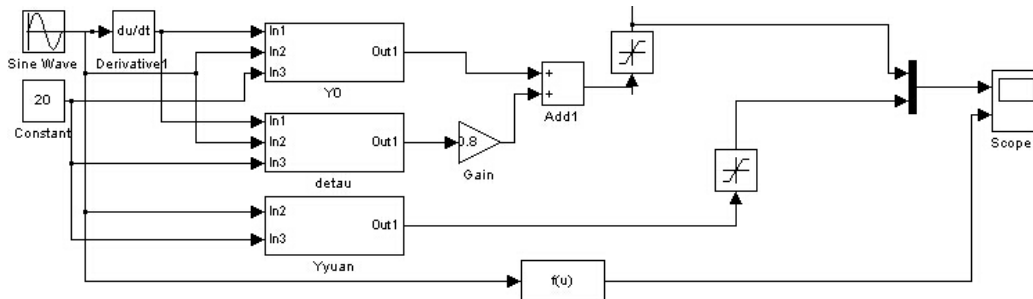 du/dt
Sine Wave
Derivative1
20
Constant
In1
In2
In3
Out1
Y0
In1
In2
In3
Out1
detau
0.8
Gain
+
+
Add1
In2
In3
Out1
Yyuan
f(u)
Scope